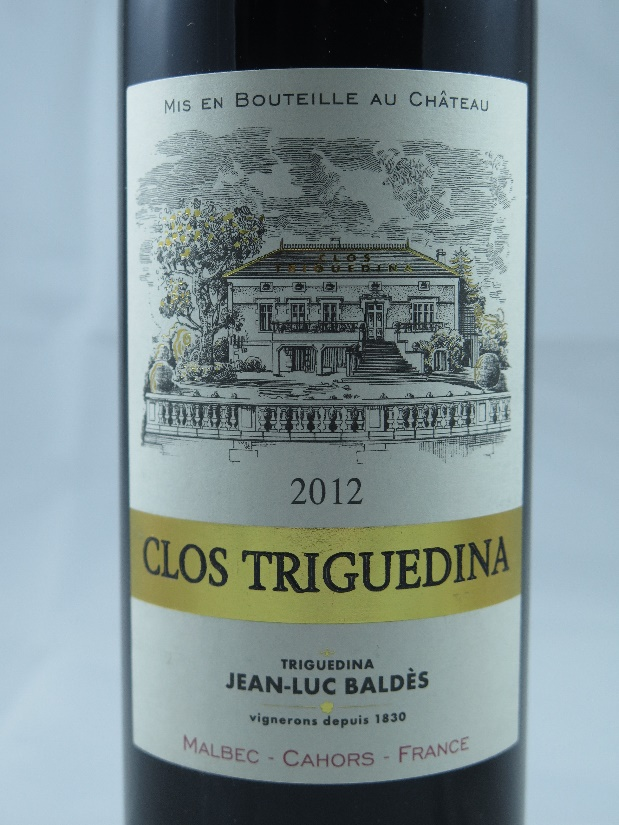 Mis en Bouteille au Château
CLOS
TRIGUEDINA
2012
CLOS TRIGUEDINA
TRIGUEDINA
JEAN-LUC BALDÈS
vignerons depuis 1830
Malbec - Cahors - France